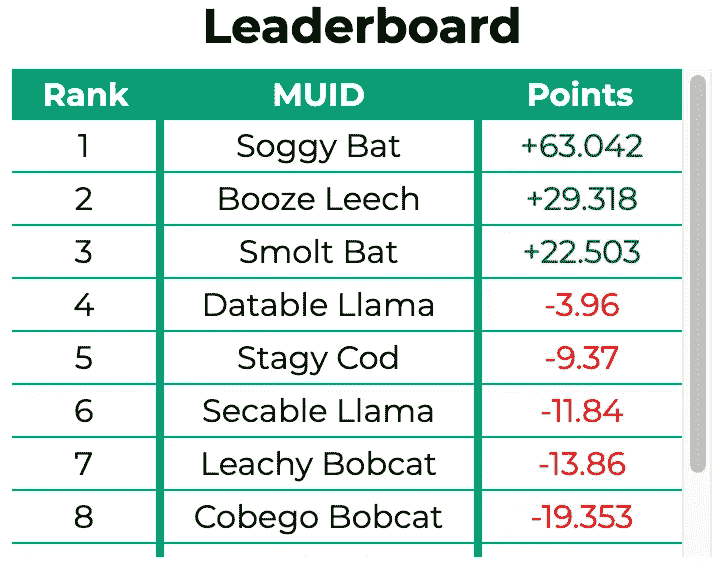 Leaderboard
Rank MUID Points
1 Soggy Bat +63.042
2 Booze Leech +29.318
3 Smolt Bat +22.503
4 Datable Llama -3.96
5 Stagy Cod -9.37
6 Secable Llama -11.84
7 Leachy Bobcat -13.86
8 Cobego Bobcat -19.353